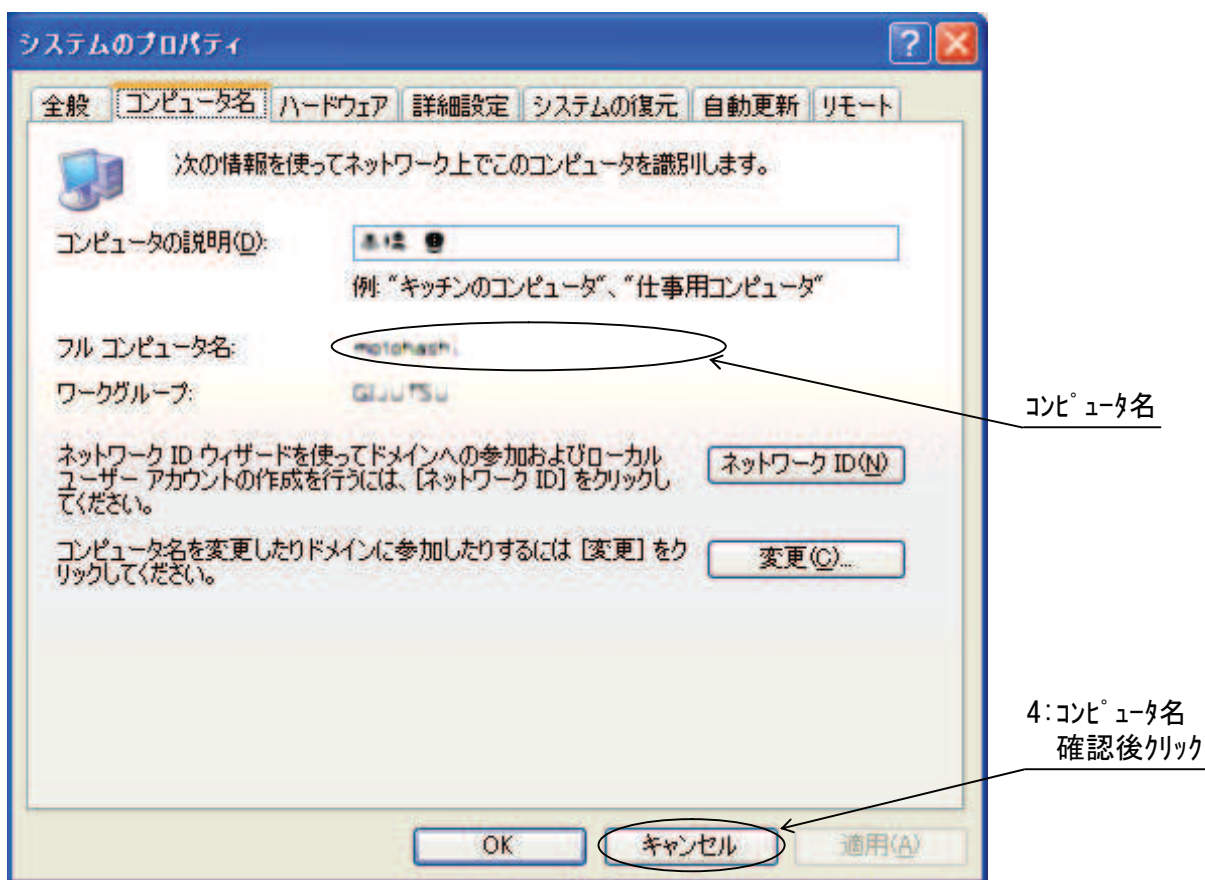 システムのプロパティ
全般 コンピュータ名 ハードウェア 詳細設定 システムの復元 自動更新 リモート
次の情報を使ってネットワーク上でこのコンピュータを識別します。
コンピュータの説明(D):
例: "キッチンのコンピュータ"、"仕事用コンピュータ"
フル コンピュータ名: motohashi.
ワークグループ: GIJUTSU
コンピュータ名
ネットワーク ID ウィザードを使ってドメインへの参加およびローカル
ユーザー アカウントの作成を行うには、[ネットワーク ID] をクリックし
てください。
ネットワーク ID(N)
コンピュータ名を変更したりドメインに参加したりするには [変更] をク
リックしてください。
変更(C)...
4:コンピュータ名
確認後クリック
OK キャンセル 適用(A)